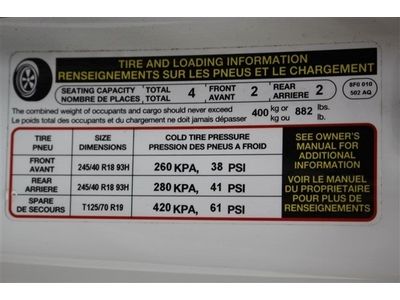 TIRE AND LOADING INFORMATION
RENSEIGNEMENTS SUR LES PNEUS ET LE CHARGEMENT
SEATING CAPACITY TOTAL 4 FRONT 2 REAR 2
NOMBRE DE PLACES TOTAL AVANT ARRIERE
8F0 010
502 AQ
The combined weight of occupants and cargo should never exceed 400 kg or 882 lbs.
Le poids total des occupants et du chargement ne doit jamais dépasser kg ou lb.
TIRE SIZE COLD TIRE PRESSURE
PNEU DIMENSIONS PRESSION DES PNEUS A FROID
FRONT
AVANT 245/40 R18 93H 260 KPA, 38 PSI
REAR
ARRIERE 245/40 R18 93H 280 KPA, 41 PSI
SPARE
DE SECOURS T125/70 R19 420 KPA, 61 PSI
SEE OWNER'S
MANUAL FOR
ADDITIONAL
INFORMATION
VOIR LE MANUEL
DU PROPRIETAIRE
POUR PLUS DE
RENSEIGNEMENTS